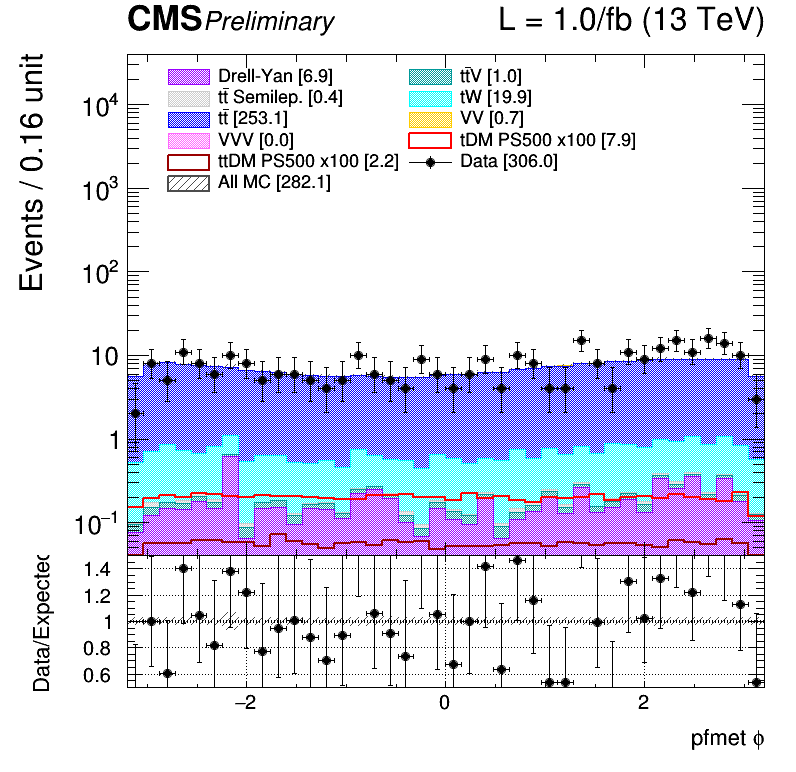 CMS Preliminary L = 1.0/fb (13 TeV)
Events / 0.16 unit
Drell-Yan [6.9]
tt̄V [1.0]
tt̄ Semilep. [0.4]
tW [19.9]
tt̄ [253.1]
VV [0.7]
VVV [0.0]
tDM PS500 x100 [7.9]
ttDM PS500 x100 [2.2]
Data [306.0]
All MC [282.1]
10⁴
10³
10²
10
1
10⁻¹
Data/Expected
1.4
1.2
1
0.8
0.6
−2 0 2
pfmet ϕ